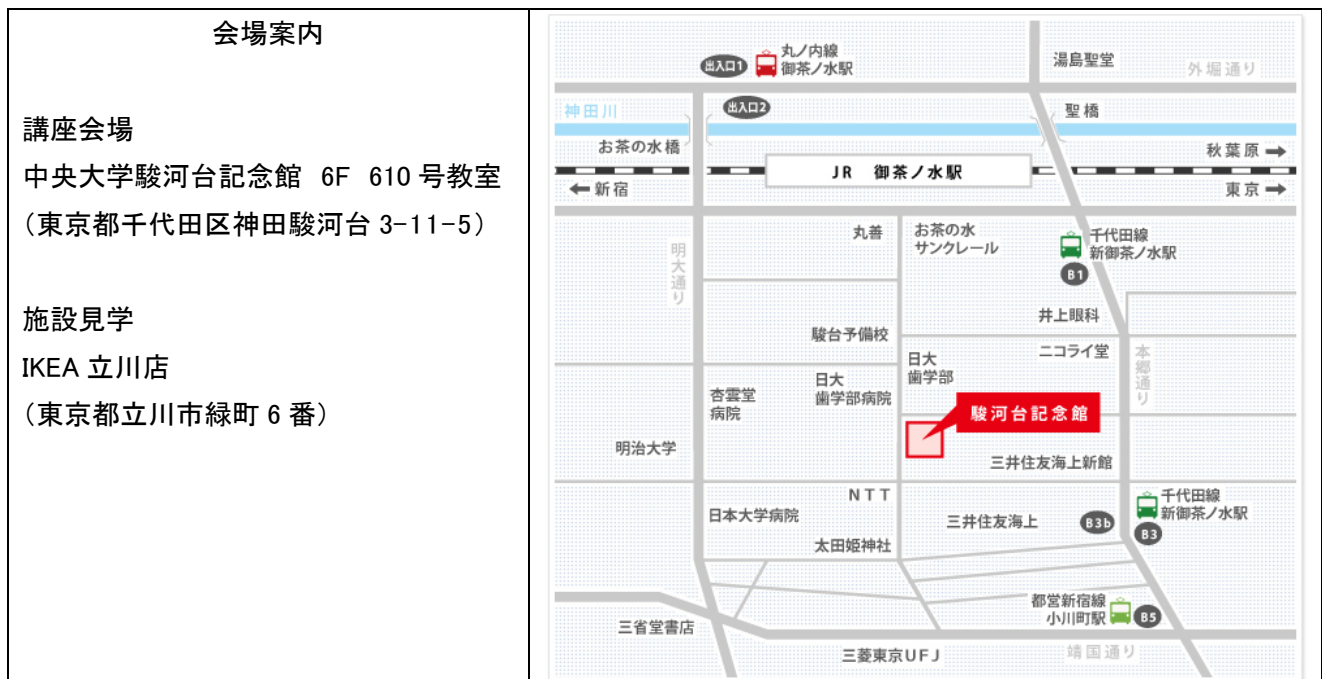 会場案内
講座会場
中央大学駿河台記念館 6F 610 号教室
（東京都千代田区神田駿河台 3-11-5）
施設見学
IKEA 立川店
（東京都立川市緑町 6 番）
出入口1
丸ノ内線
御茶ノ水駅
湯島聖堂
外堀通り
神田川
出入口2
聖橋
お茶の水橋
秋葉原
JR 御茶ノ水駅
新宿
東京
明大通り
丸善
お茶の水
サンクレール
千代田線
新御茶ノ水駅
B1
井上眼科
駿台予備校
ニコライ堂
本郷通り
日大
歯学部
日大
歯学部病院
杏雲堂
病院
駿河台記念館
明治大学
三井住友海上新館
NTT
日本大学病院
三井住友海上
B3b
千代田線
新御茶ノ水駅
B3
太田姫神社
都営新宿線
小川町駅
B5
三省堂書店
三菱東京UFJ
靖国通り